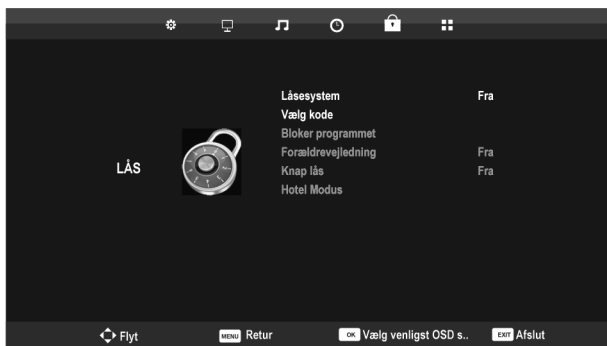 Låsesystem Fra
Vælg kode
Bloker programmet
Forældrevejledning Fra
Knap lås Fra
Hotel Modus
LÅS
Flyt MENU Retur OK Vælg venligst OSD s.. EXIT Afslut